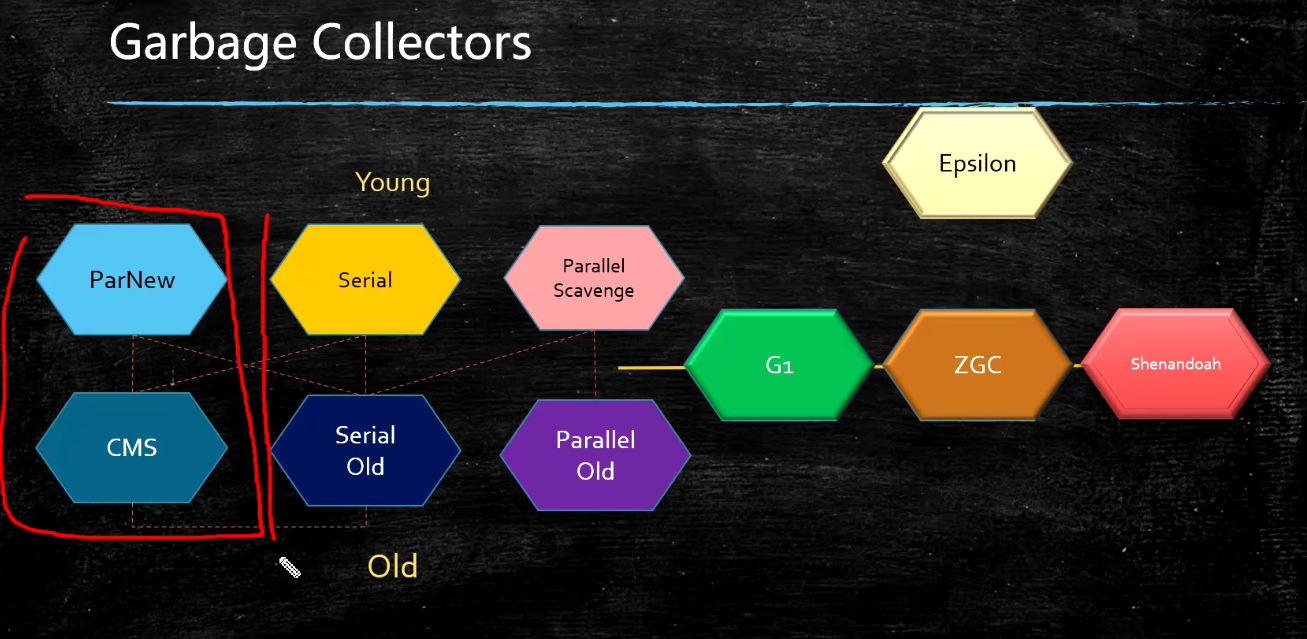 Garbage Collectors
Epsilon
Young
ParNew
Serial
Parallel
Scavenge
G1
ZGC
Shenandoah
CMS
Serial
Old
Parallel
Old
Old